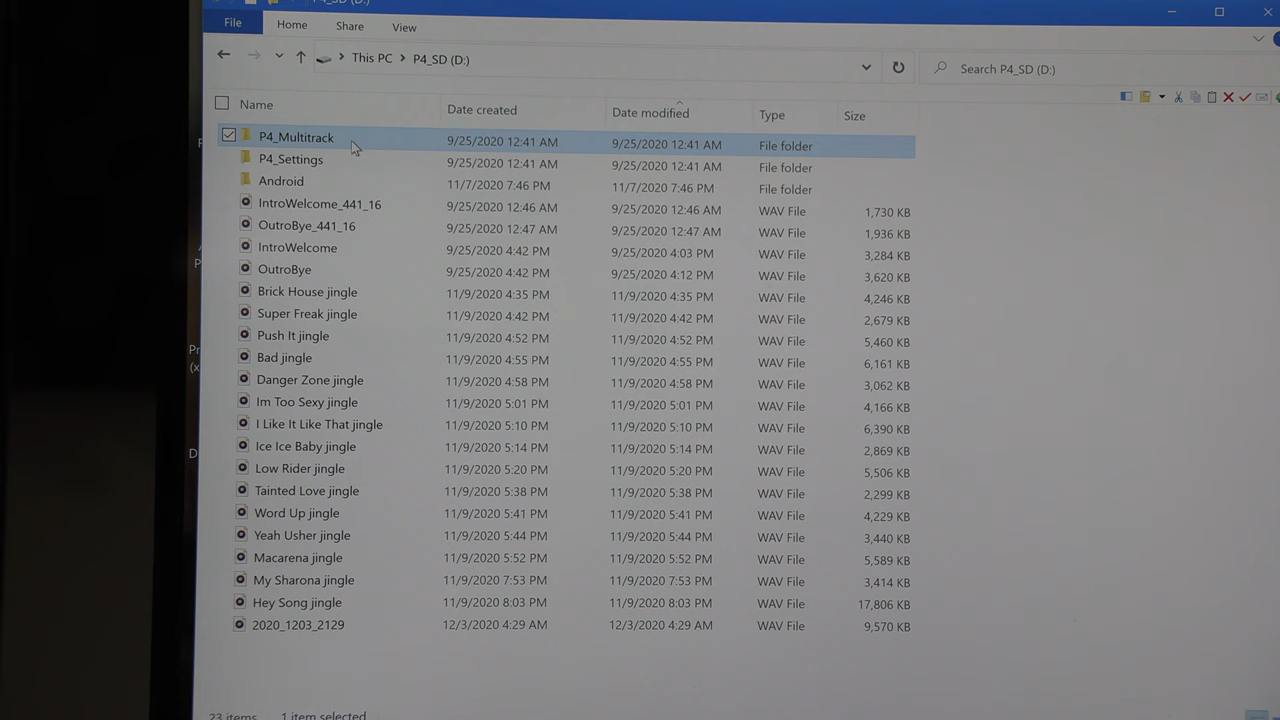 P4_SD (D:)
File Home Share View
This PC P4_SD (D:) Search P4_SD (D:)
Name Date created Date modified Type Size
P4_Multitrack 9/25/2020 12:41 AM 9/25/2020 12:41 AM File folder
P4_Settings 9/25/2020 12:41 AM 9/25/2020 12:41 AM File folder
Android 11/7/2020 7:46 PM 11/7/2020 7:46 PM File folder
IntroWelcome_441_16 9/25/2020 12:46 AM 9/25/2020 12:46 AM WAV File 1,730 KB
OutroBye_441_16 9/25/2020 12:47 AM 9/25/2020 12:47 AM WAV File 1,936 KB
IntroWelcome 9/25/2020 4:42 PM 9/25/2020 4:03 PM WAV File 3,284 KB
OutroBye 9/25/2020 4:42 PM 9/25/2020 4:12 PM WAV File 3,620 KB
Brick House jingle 11/9/2020 4:35 PM 11/9/2020 4:35 PM WAV File 4,246 KB
Super Freak jingle 11/9/2020 4:42 PM 11/9/2020 4:42 PM WAV File 2,679 KB
Push It jingle 11/9/2020 4:52 PM 11/9/2020 4:52 PM WAV File 5,460 KB
Bad jingle 11/9/2020 4:55 PM 11/9/2020 4:55 PM WAV File 6,161 KB
Danger Zone jingle 11/9/2020 4:58 PM 11/9/2020 4:58 PM WAV File 3,062 KB
Im Too Sexy jingle 11/9/2020 5:01 PM 11/9/2020 5:01 PM WAV File 4,166 KB
I Like It Like That jingle 11/9/2020 5:10 PM 11/9/2020 5:10 PM WAV File 6,390 KB
Ice Ice Baby jingle 11/9/2020 5:14 PM 11/9/2020 5:14 PM WAV File 2,869 KB
Low Rider jingle 11/9/2020 5:20 PM 11/9/2020 5:20 PM WAV File 5,506 KB
Tainted Love jingle 11/9/2020 5:38 PM 11/9/2020 5:38 PM WAV File 2,299 KB
Word Up jingle 11/9/2020 5:41 PM 11/9/2020 5:41 PM WAV File 4,229 KB
Yeah Usher jingle 11/9/2020 5:44 PM 11/9/2020 5:44 PM WAV File 3,440 KB
Macarena jingle 11/9/2020 5:52 PM 11/9/2020 5:52 PM WAV File 5,589 KB
My Sharona jingle 11/9/2020 7:53 PM 11/9/2020 7:53 PM WAV File 3,414 KB
Hey Song jingle 11/9/2020 8:03 PM 11/9/2020 8:03 PM WAV File 17,806 KB
2020_1203_2129 12/3/2020 4:29 AM 12/3/2020 4:29 AM WAV File 9,570 KB
23 items 1 item selected